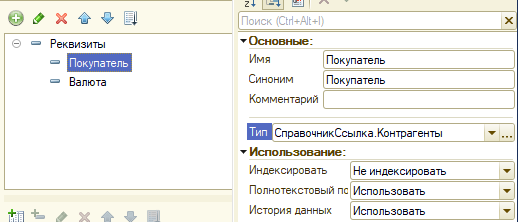 Реквизиты
Покупатель
Валюта
Поиск (Ctrl+Alt+I)
Основные:
Имя Покупатель
Синоним Покупатель
Комментарий
Тип СправочникСсылка.Контрагенты
Использование:
Индексировать Не индексировать
Полнотекстовый по Использовать
История данных Использовать